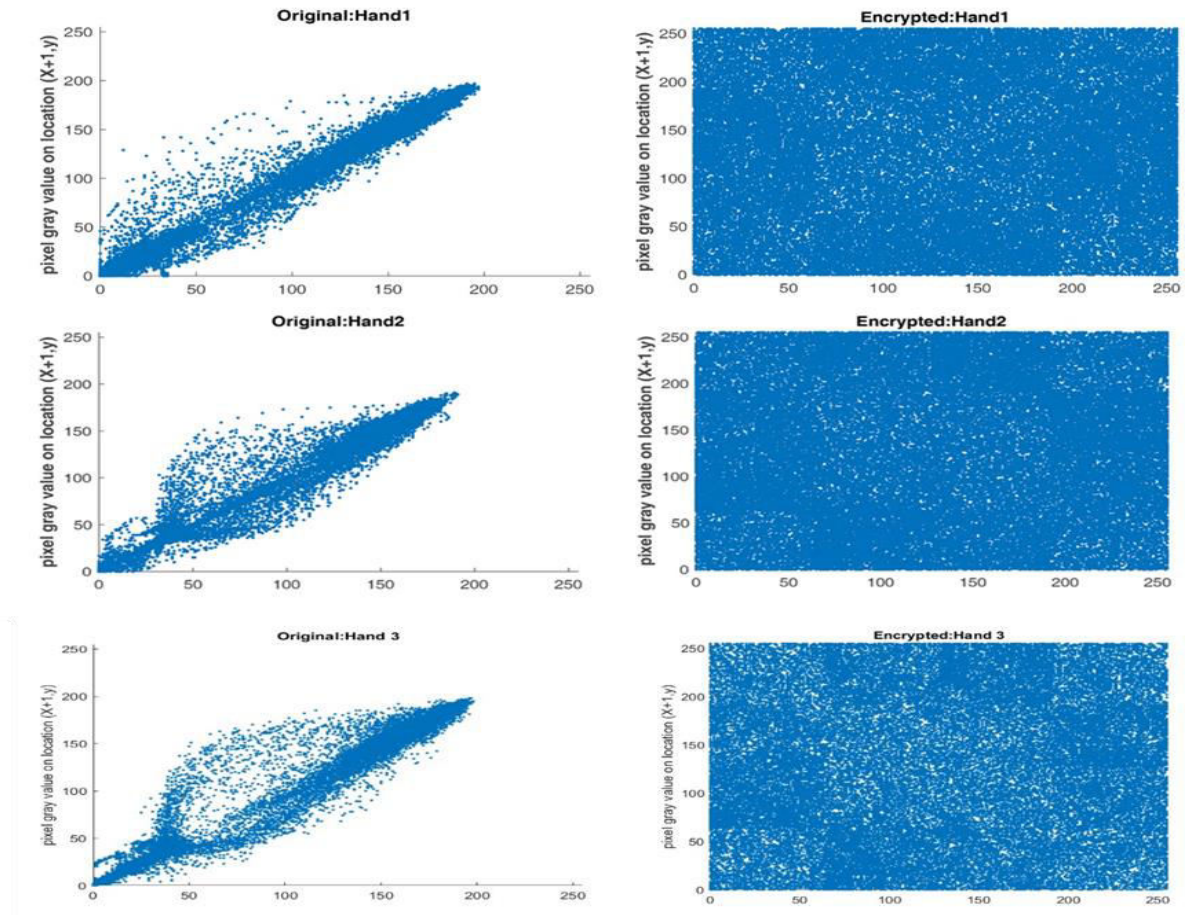 Original:Hand1
pixel gray value on location (X+1,y)
250
200
150
100
50
0
0 50 100 150 200 250
Encrypted:Hand1
pixel gray value on location (X+1,y)
250
200
150
100
50
0
0 50 100 150 200 250
Original:Hand2
pixel gray value on location (X+1,y)
250
200
150
100
50
0
0 50 100 150 200 250
Encrypted:Hand2
pixel gray value on location (X+1,y)
250
200
150
100
50
0
0 50 100 150 200 250
Original:Hand 3
pixel gray value on location (X+1,y)
250
200
150
100
50
0
0 50 100 150 200 250
Encrypted:Hand 3
pixel gray value on location (X+1,y)
250
200
150
100
50
0
0 50 100 150 200 250